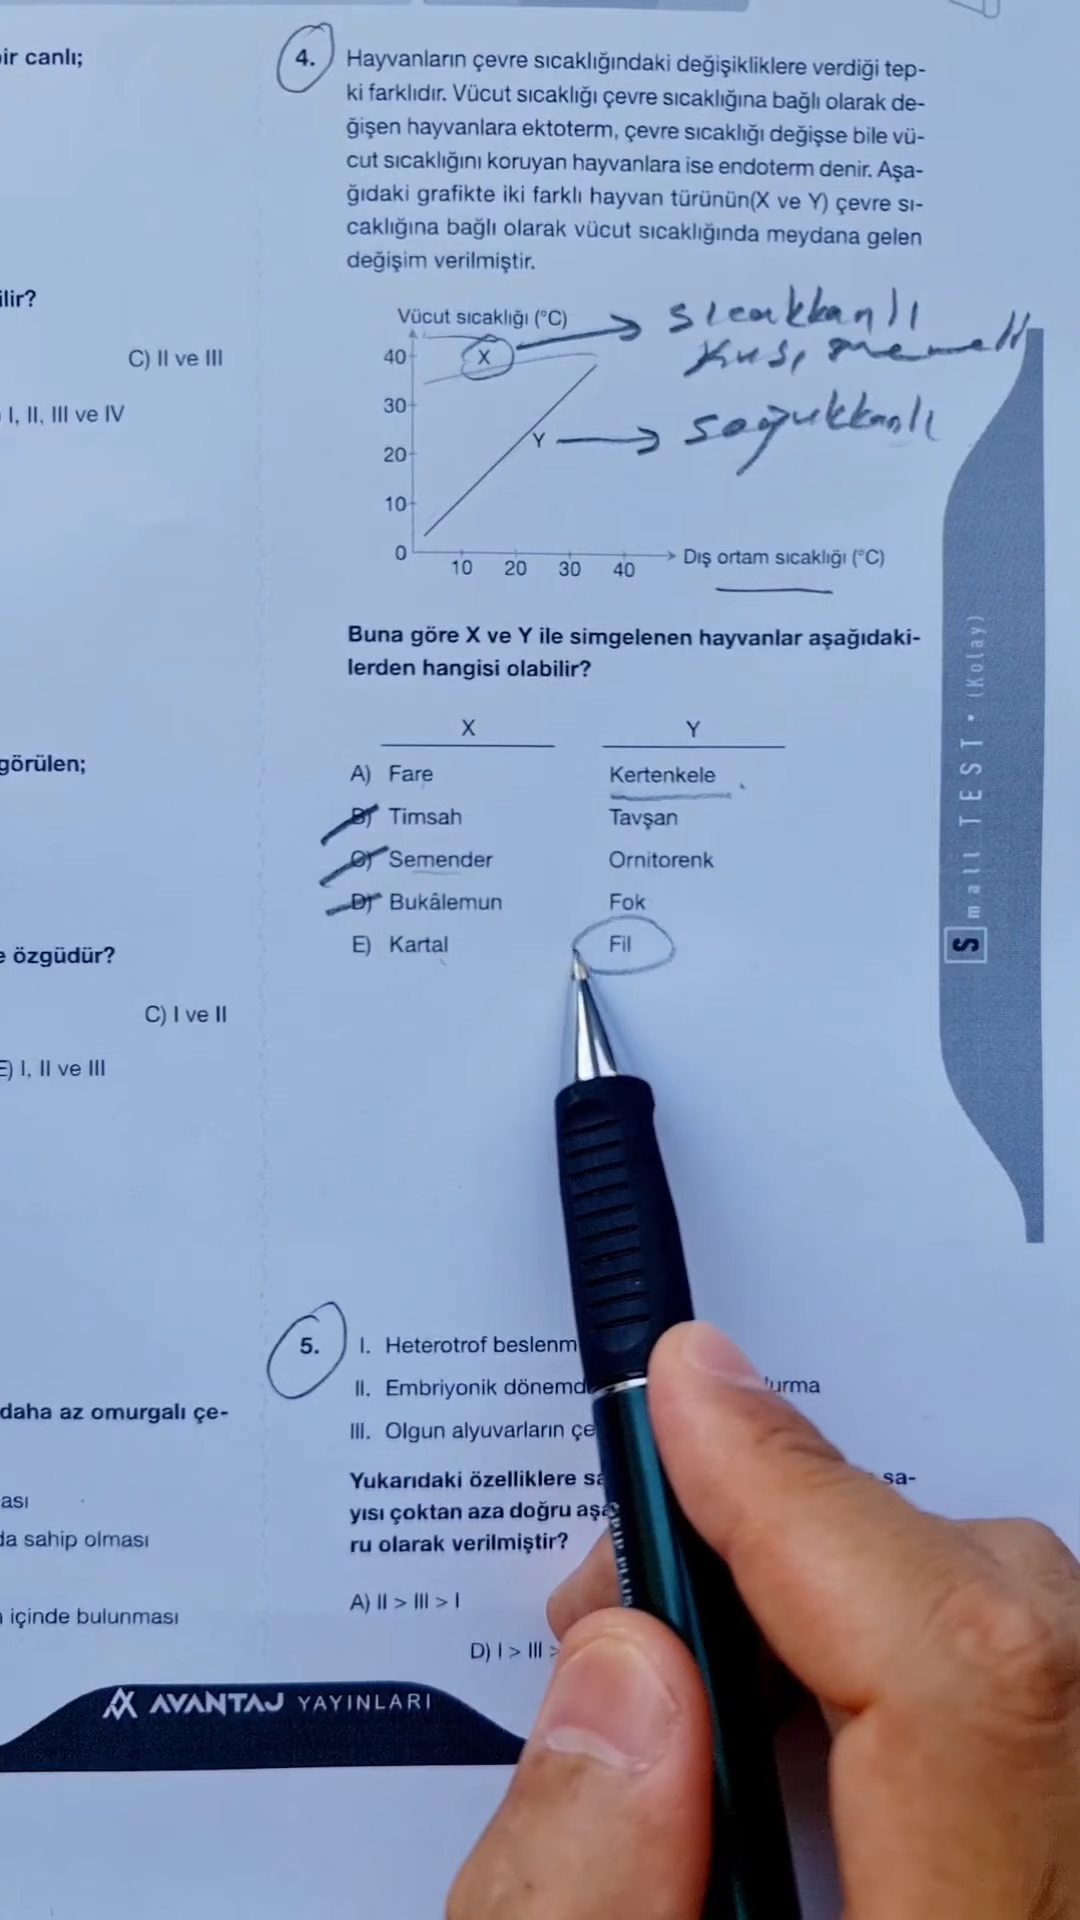 ir canlı;
ilir?
C) II ve III
I, II, III ve IV
görülen;
e özgüdür?
C) I ve II
E) I, II ve III
daha az omurgalı çe-
ası
da sahip olması
içinde bulunması
4. Hayvanların çevre sıcaklığındaki değişikliklere verdiği tep-
ki farklıdır. Vücut sıcaklığı çevre sıcaklığına bağlı olarak de-
ğişen hayvanlara ektoterm, çevre sıcaklığı değişse bile vü-
cut sıcaklığını koruyan hayvanlara ise endoterm denir. Aşa-
ğıdaki grafikte iki farklı hayvan türünün(X ve Y) çevre sı-
caklığına bağlı olarak vücut sıcaklığında meydana gelen
değişim verilmiştir.
Vücut sıcaklığı (°C)
sıcakkanlı
kuş, memeli
40
X
30
Y
soğukkanlı
20
10
0
10 20 30 40
Dış ortam sıcaklığı (°C)
Buna göre X ve Y ile simgelenen hayvanlar aşağıdaki-
lerden hangisi olabilir?
X Y
A) Fare Kertenkele
B) Timsah Tavşan
C) Semender Ornitorenk
D) Bukâlemun Fok
E) Kartal Fil
5. I. Heterotrof beslenm
II. Embriyonik dönemd urma
III. Olgun alyuvarların çe
Yukarıdaki özelliklere sa sa-
yısı çoktan aza doğru aşa
ru olarak verilmiştir?
A) II > III > I
D) I > III >
Small TEST • (Kolay)
AVANTAJ YAYINLARI